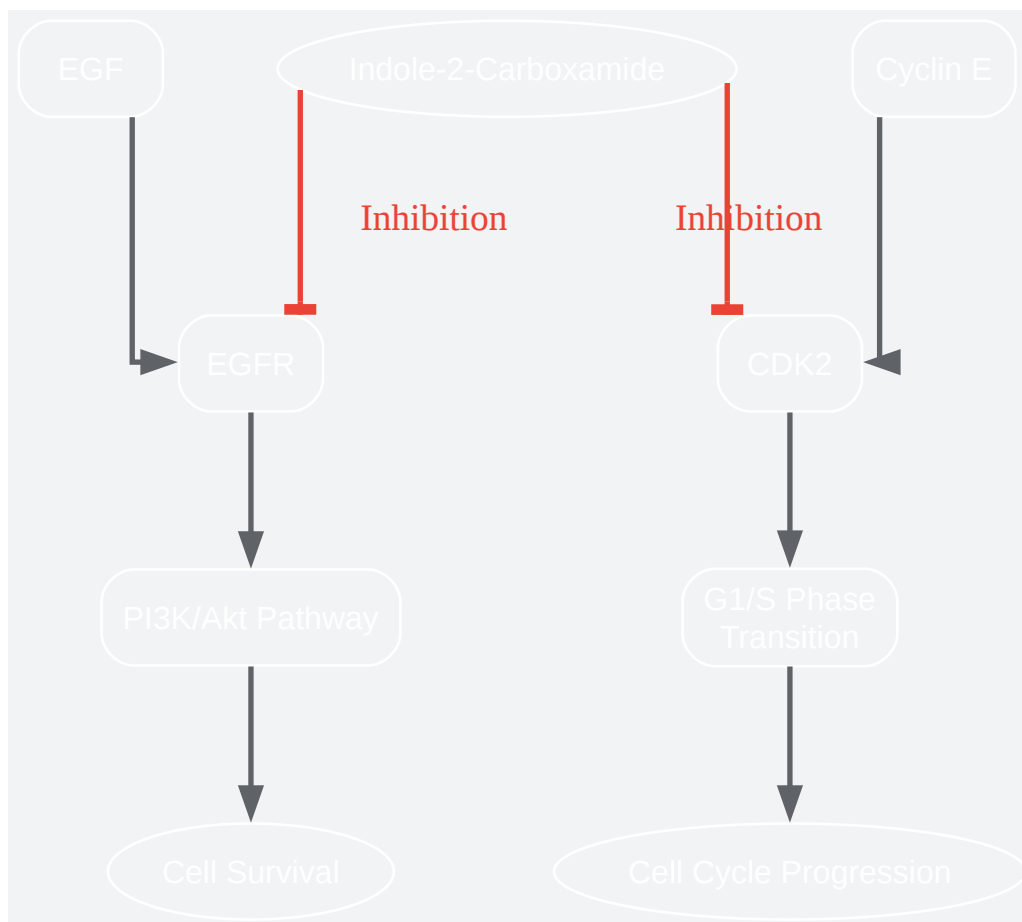 EGF
Indole-2-Carboxamide
Cyclin E
Inhibition
Inhibition
EGFR
CDK2
PI3K/Akt Pathway
G1/S Phase
Transition
Cell Survival
Cell Cycle Progression